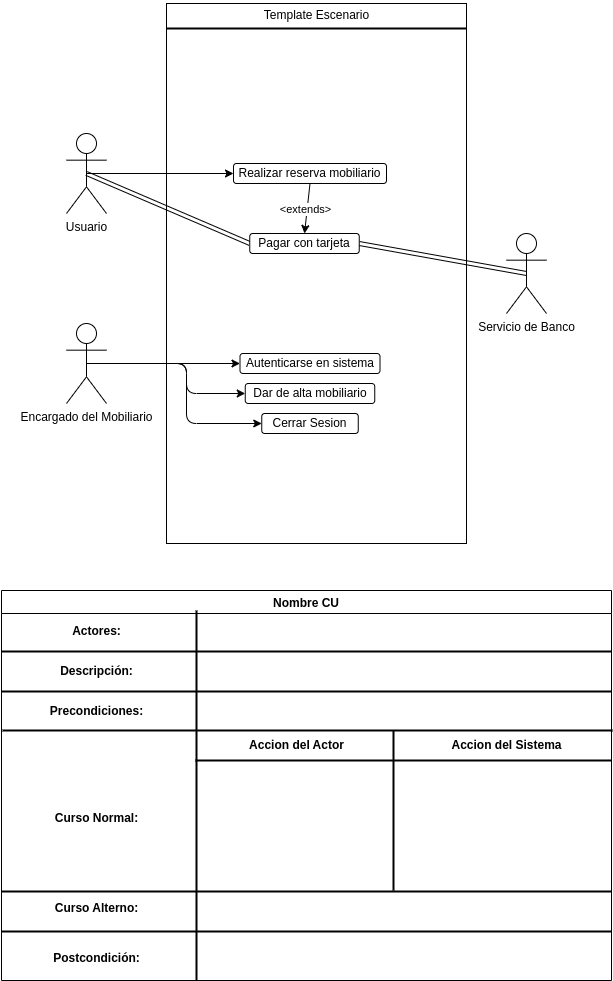 Template Escenario
Realizar reserva mobiliario
<extends>
Usuario
Pagar con tarjeta
Servicio de Banco
Autenticarse en sistema
Dar de alta mobiliario
Encargado del Mobiliario
Cerrar Sesion
Nombre CU
Actores:
Descripción:
Precondiciones:
Accion del Actor
Accion del Sistema
Curso Normal:
Curso Alterno:
Postcondición: